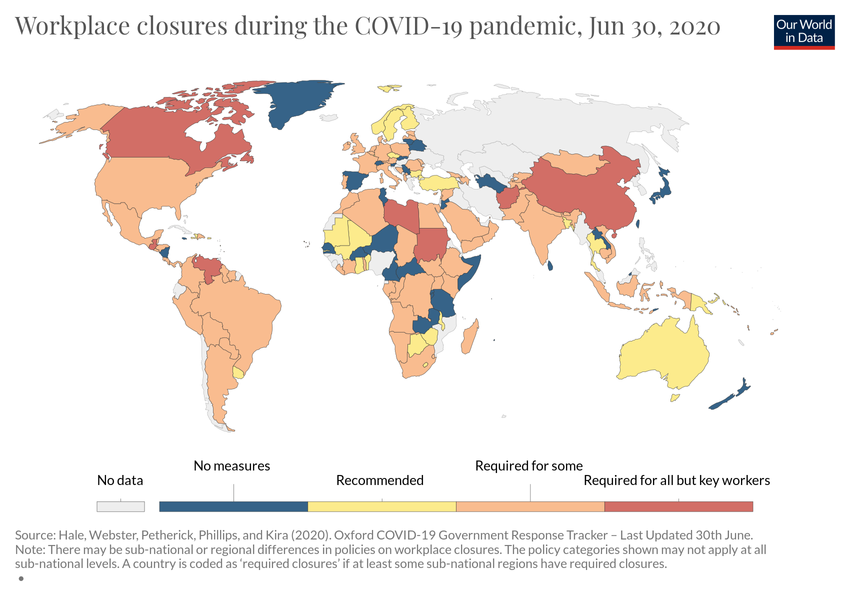 Workplace closures during the COVID-19 pandemic, Jun 30, 2020
Our World
in Data
No data
No measures
Recommended
Required for some
Required for all but key workers
Source: Hale, Webster, Petherick, Phillips, and Kira (2020). Oxford COVID-19 Government Response Tracker – Last Updated 30th June.
Note: There may be sub-national or regional differences in policies on workplace closures. The policy categories shown may not apply at all
sub-national levels. A country is coded as 'required closures' if at least some sub-national regions have required closures.
•